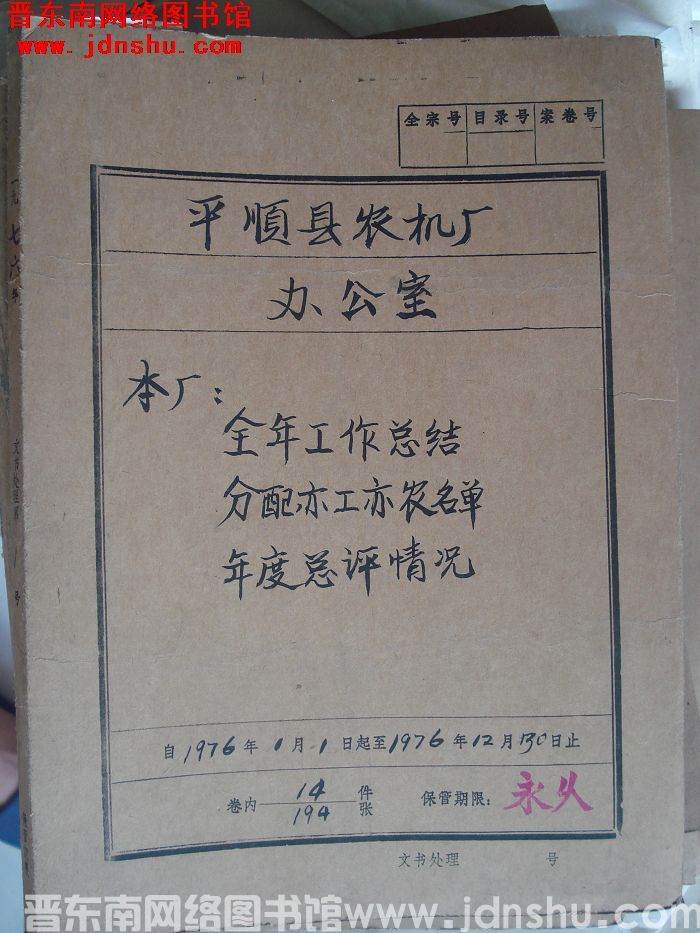 晋东南网络图书馆
www.jdnshu.com
全宗号 目录号 案卷号
平順县农机厂
办公室
本厂:
全年工作总结
分配亦工亦农名单
年度总评情况
自1976年1月1日起至1976年12月30日止
卷内 14 件
194 张
保管期限: 永久
文书处理 号
晋东南网络图书馆www.jdnshu.com